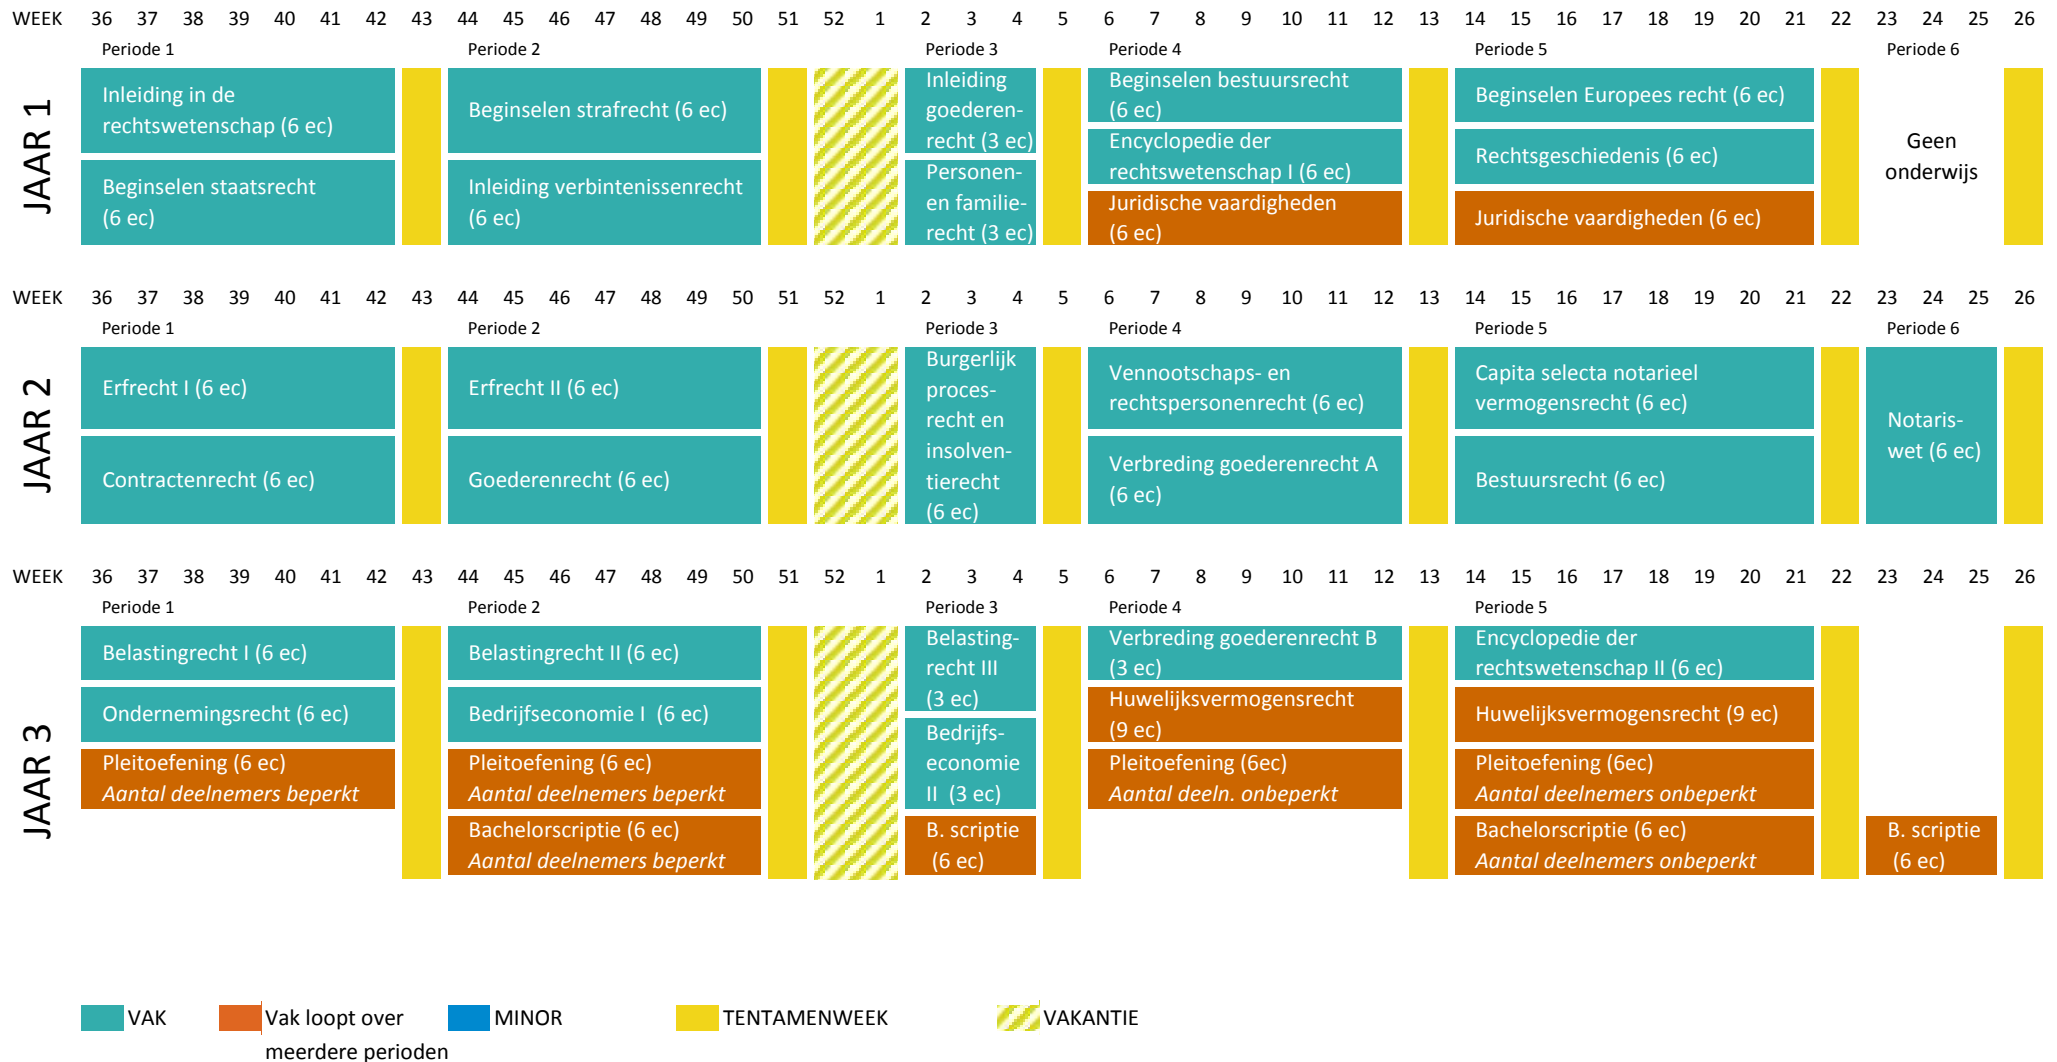 WEEK 36 37 38 39 40 41 42 43 44 45 46 47 48 49 50 51 52 1 2 3 4 5 6 7 8 9 10 11 12 13 14 15 16 17 18 19 20 21 22 23 24 25 26
Periode 1 Periode 2 Periode 3 Periode 4 Periode 5 Periode 6
JAAR 1
Inleiding in de
rechtswetenschap (6 ec)
Beginselen staatsrecht
(6 ec)
Beginselen strafrecht (6 ec)
Inleiding verbintenissenrecht
(6 ec)
Inleiding
goederen-
recht (3 ec)
Personen-
en familie-
recht (3 ec)
Beginselen bestuursrecht
(6 ec)
Encyclopedie der
rechtswetenschap I (6 ec)
Juridische vaardigheden
(6 ec)
Beginselen Europees recht (6 ec)
Rechtsgeschiedenis (6 ec)
Juridische vaardigheden (6 ec)
Geen
onderwijs
WEEK 36 37 38 39 40 41 42 43 44 45 46 47 48 49 50 51 52 1 2 3 4 5 6 7 8 9 10 11 12 13 14 15 16 17 18 19 20 21 22 23 24 25 26
Periode 1 Periode 2 Periode 3 Periode 4 Periode 5 Periode 6
JAAR 2
Erfrecht I (6 ec)
Contractenrecht (6 ec)
Erfrecht II (6 ec)
Goederenrecht (6 ec)
Burgerlijk
proces-
recht en
insolven-
tierecht
(6 ec)
Vennootschaps- en
rechtspersonenrecht (6 ec)
Verbreding goederenrecht A
(6 ec)
Capita selecta notarieel
vermogensrecht (6 ec)
Bestuursrecht (6 ec)
Notaris-
wet (6 ec)
WEEK 36 37 38 39 40 41 42 43 44 45 46 47 48 49 50 51 52 1 2 3 4 5 6 7 8 9 10 11 12 13 14 15 16 17 18 19 20 21 22 23 24 25 26
Periode 1 Periode 2 Periode 3 Periode 4 Periode 5
JAAR 3
Belastingrecht I (6 ec)
Ondernemingsrecht (6 ec)
Pleitoefening (6 ec)
Aantal deelnemers beperkt
Belastingrecht II (6 ec)
Bedrijfseconomie I (6 ec)
Pleitoefening (6 ec)
Aantal deelnemers beperkt
Bachelorscriptie (6 ec)
Aantal deelnemers beperkt
Belasting-
recht III
(3 ec)
Bedrijfs-
economie
II (3 ec)
B. scriptie
(6 ec)
Verbreding goederenrecht B
(3 ec)
Huwelijksvermogensrecht
(9 ec)
Pleitoefening (6ec)
Aantal deeln. onbeperkt
Encyclopedie der
rechtswetenschap II (6 ec)
Huwelijksvermogensrecht (9 ec)
Pleitoefening (6ec)
Aantal deelnemers onbeperkt
Bachelorscriptie (6 ec)
Aantal deelnemers onbeperkt
B. scriptie
(6 ec)
VAK
Vak loopt over
meerdere perioden
MINOR
TENTAMENWEEK
VAKANTIE